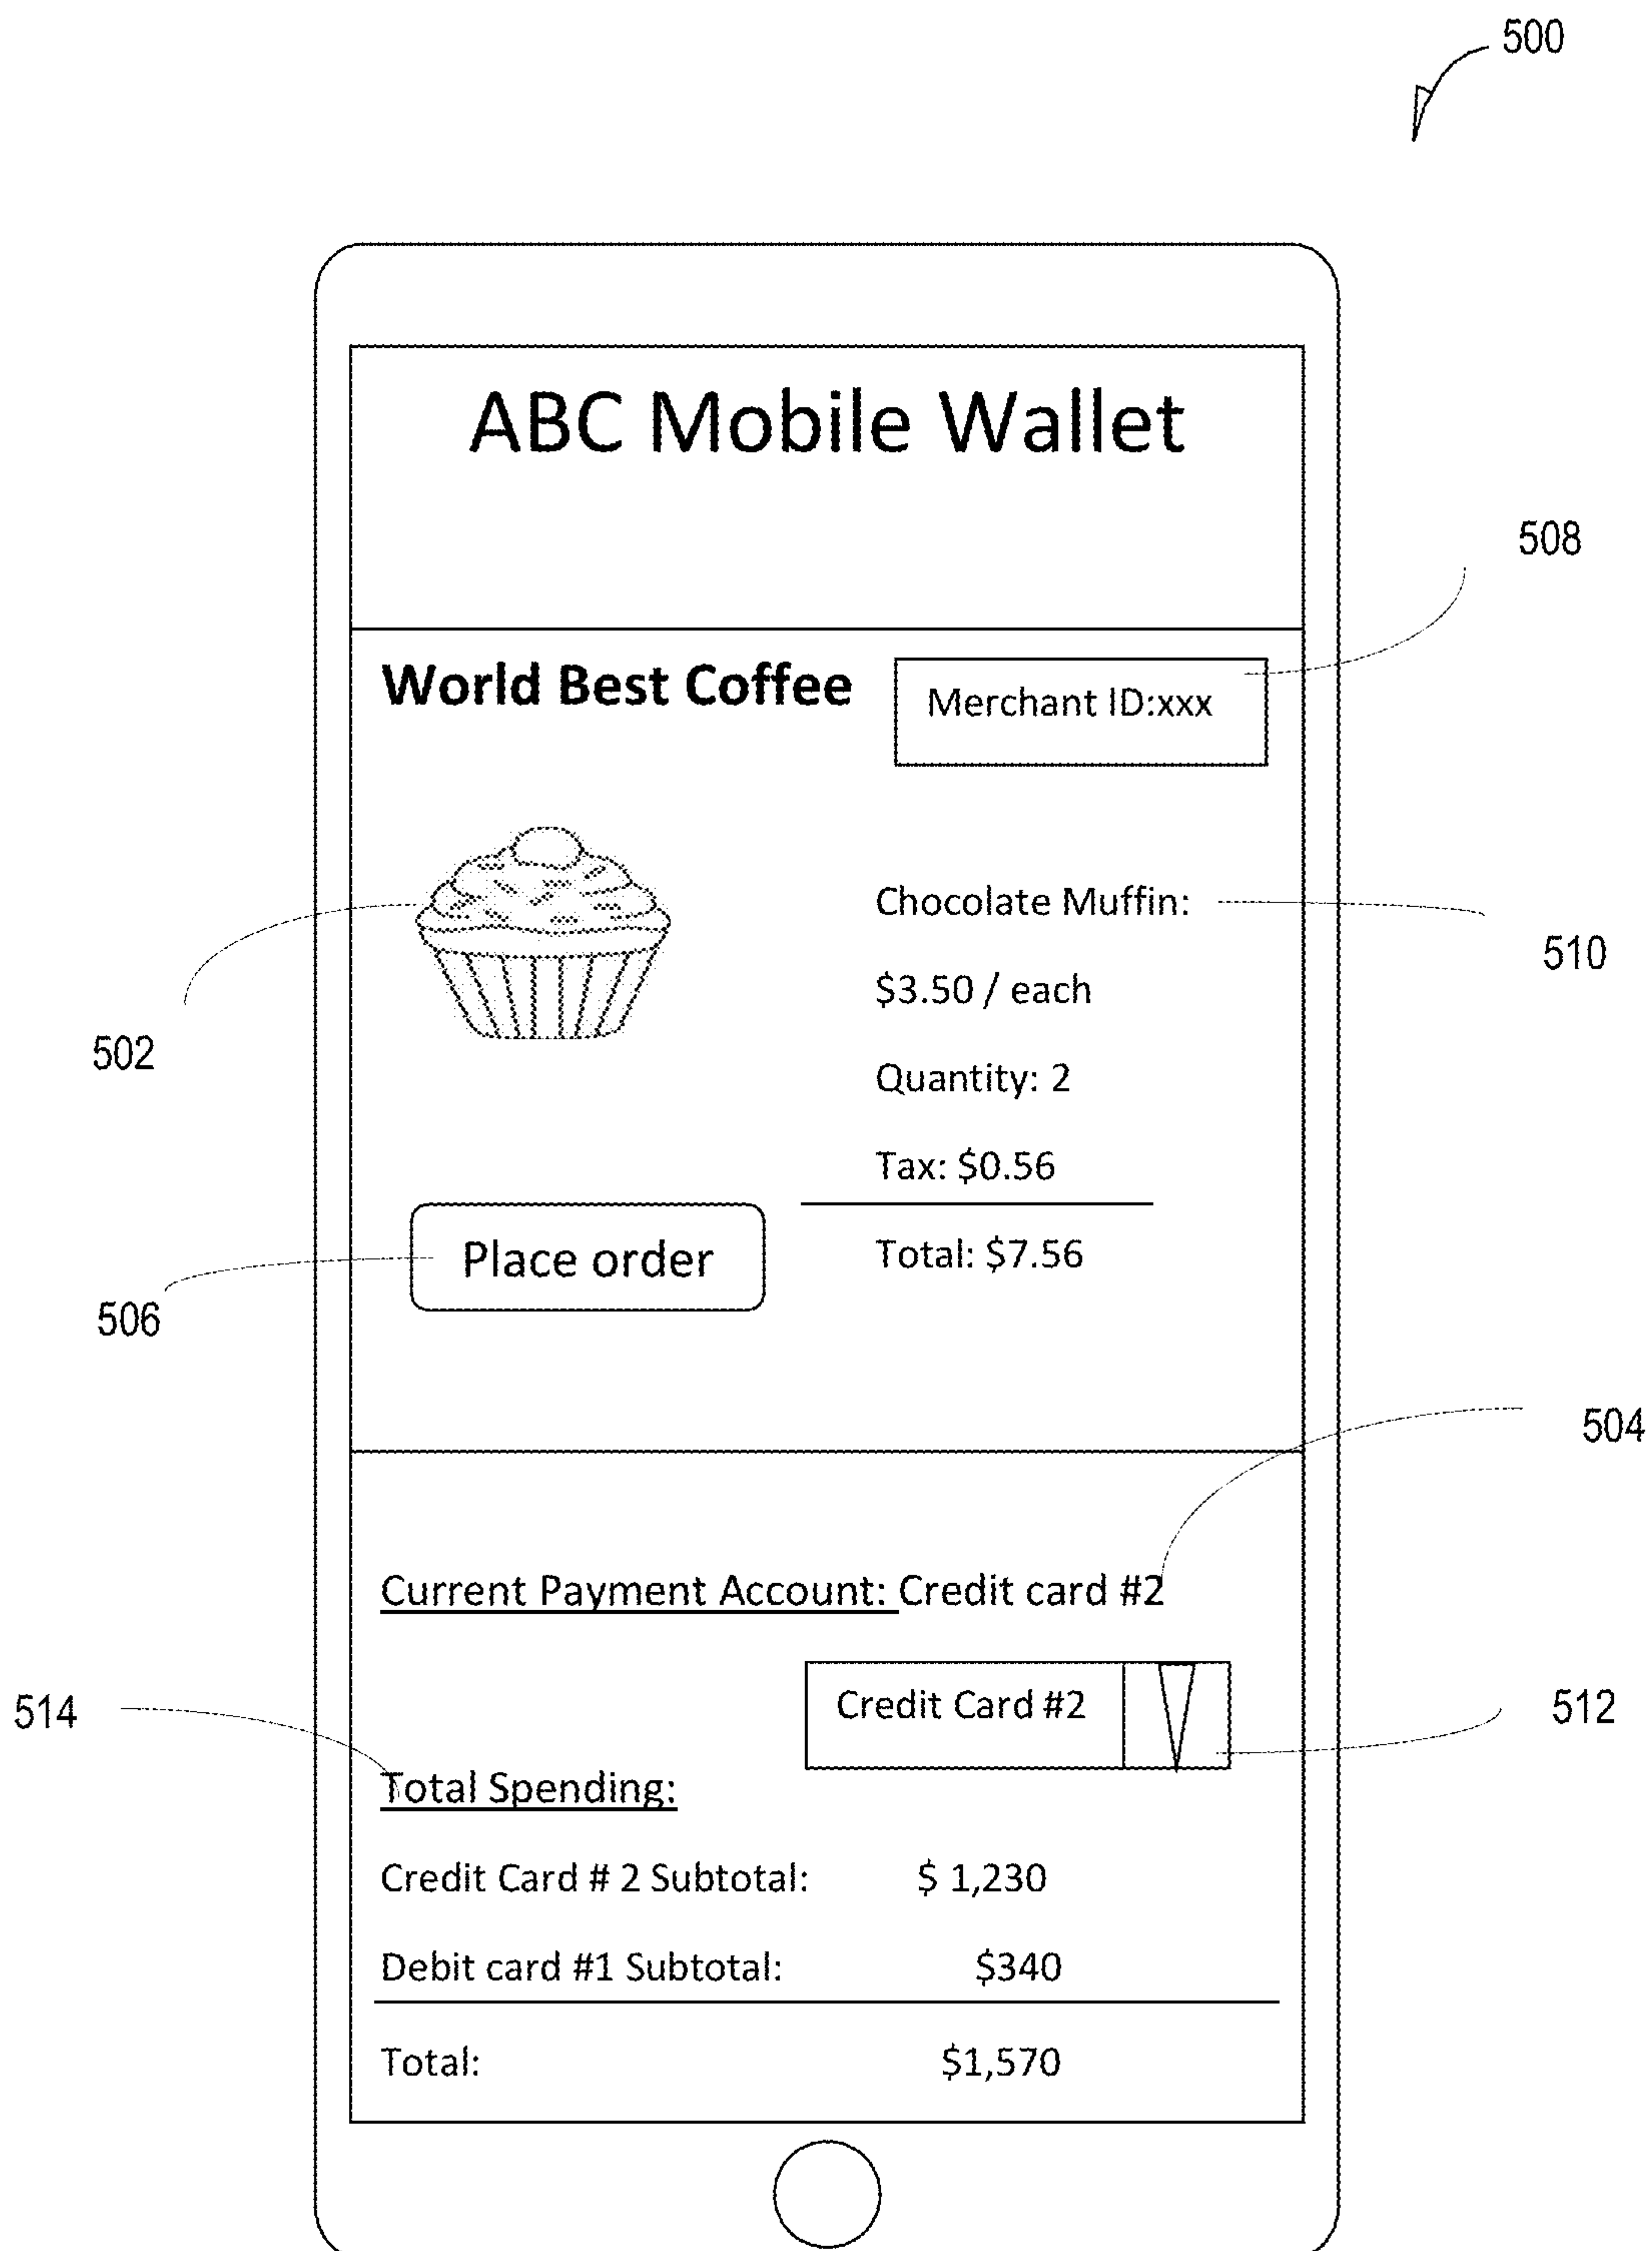 500
ABC Mobile Wallet
508
World Best Coffee
Merchant ID:xxx
Chocolate Muffin:
510
$3.50 / each
502
Quantity: 2
Tax: $0.56
Place order
Total: $7.56
506
504
Current Payment Account: Credit card #2
514
Credit Card #2
512
Total Spending:
Credit Card # 2 Subtotal: $ 1,230
Debit card #1 Subtotal: $340
Total: $1,570